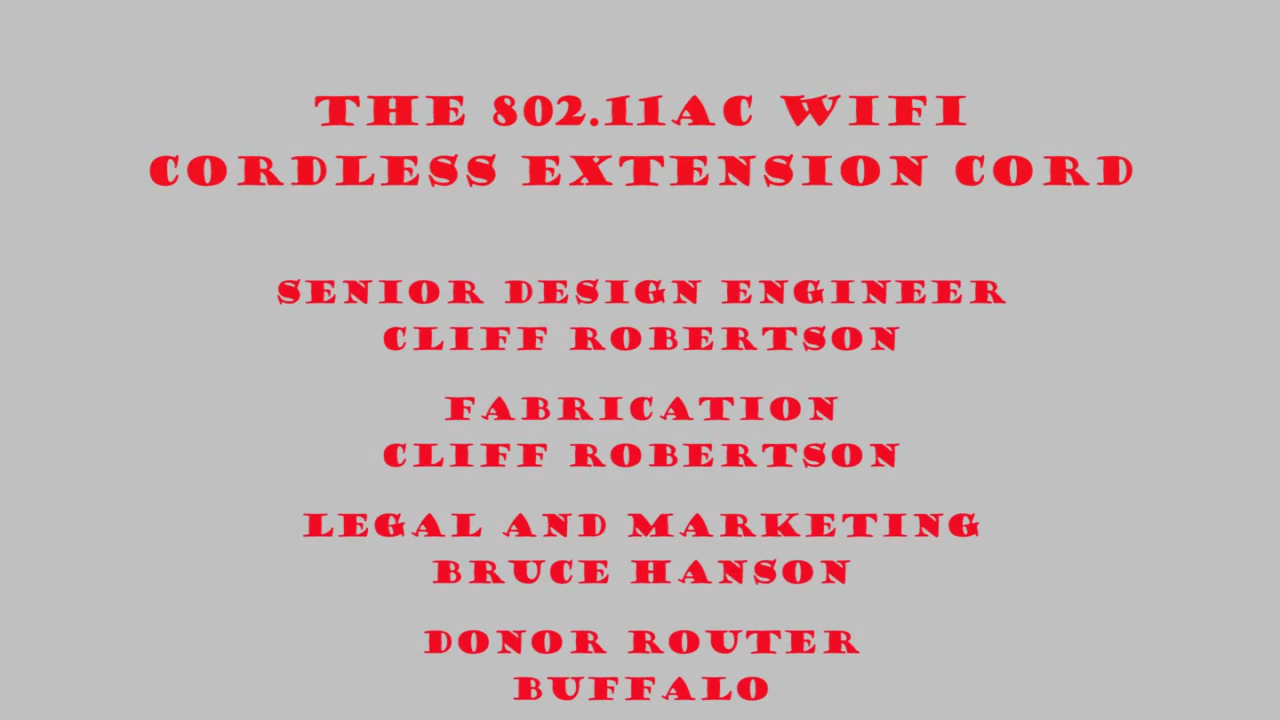 THE 802.11AC WIFI
CORDLESS EXTENSION CORD
SENIOR DESIGN ENGINEER
CLIFF ROBERTSON
FABRICATION
CLIFF ROBERTSON
LEGAL AND MARKETING
BRUCE HANSON
DONOR ROUTER
BUFFALO